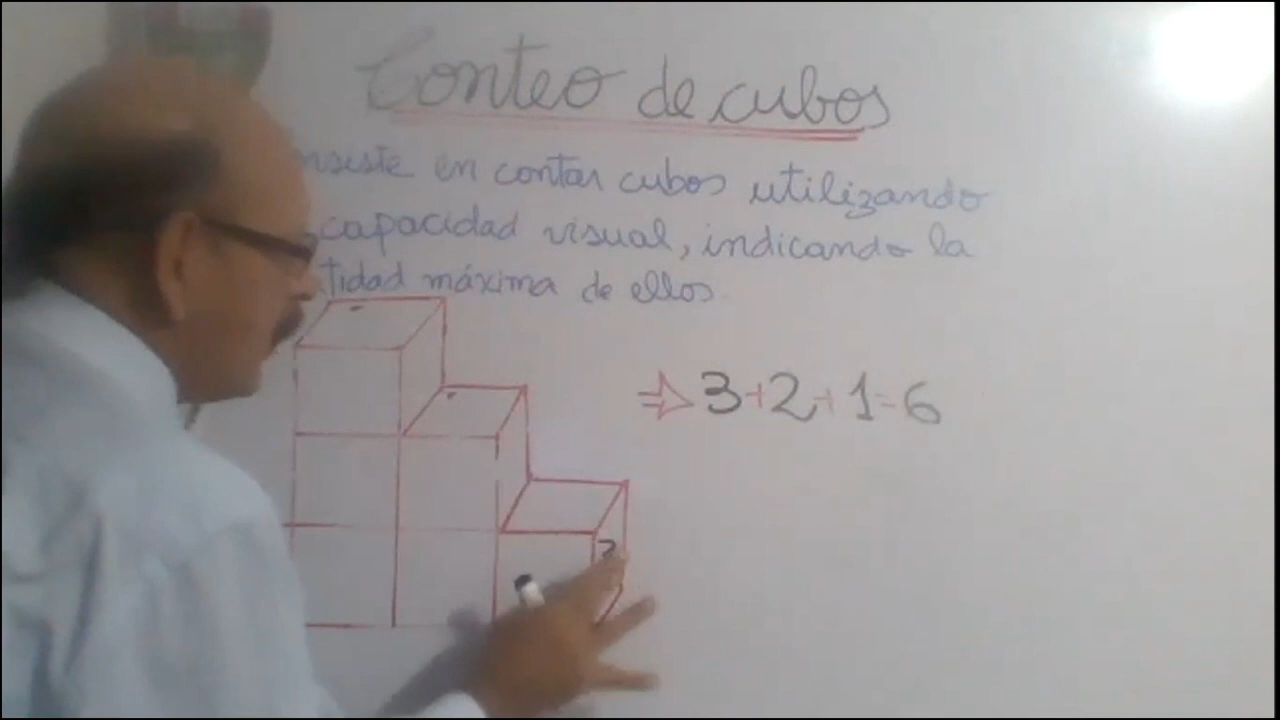 Conteo de cubos
nsiste en contar cubos utilizando
capacidad visual, indicando la
tidad máxima de ellos
⇒ 3+2+1=6